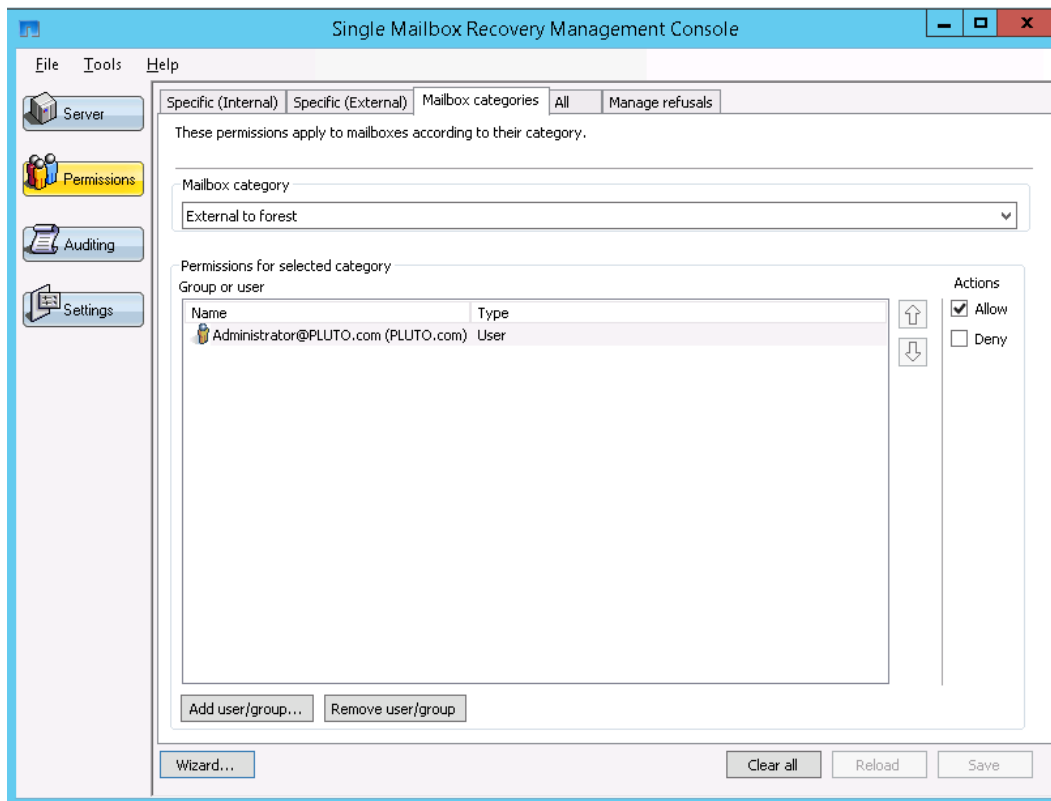 Single Mailbox Recovery Management Console
File Tools Help
Server
Permissions
Auditing
Settings
Specific (Internal) Specific (External) Mailbox categories All Manage refusals
These permissions apply to mailboxes according to their category.
Mailbox category
External to forest
Permissions for selected category
Group or user
Actions
Name Type
Allow
Administrator@PLUTO.com (PLUTO.com) User
Deny
Add user/group... Remove user/group
Wizard... Clear all Reload Save